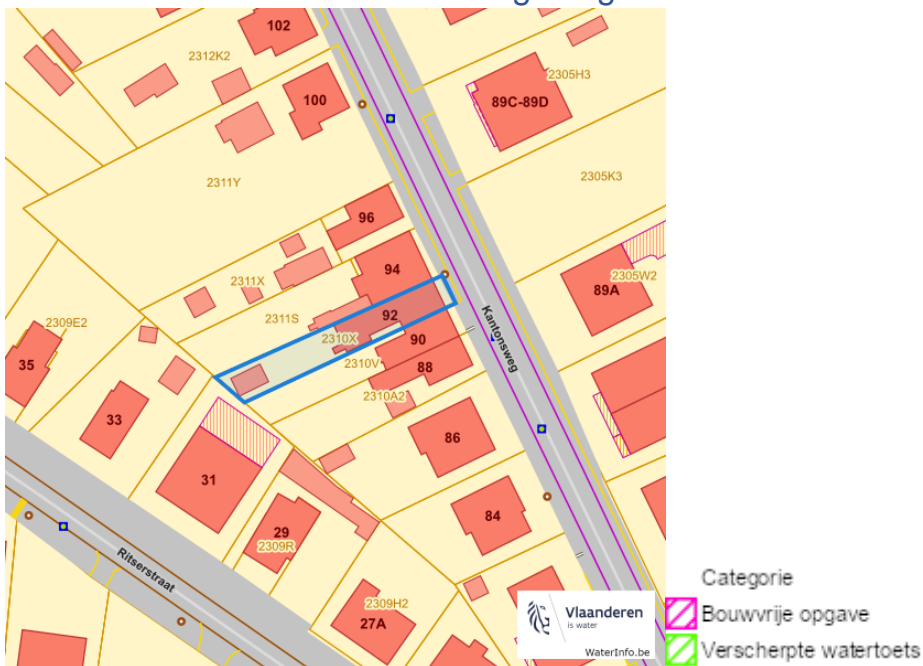 102
2312K2
100
89C-89D
2305H3
2311Y
2305K3
96
94
2311X
2305W2
89A
2311S
92
2310X
90
Kantonsweg
2309E2
35
2310V
88
2310A2
33
86
31
84
29
2309R
Ritserstraat
2309H2
27A
Vlaanderen
is water
WaterInfo.be
Categorie
Bouwvrije opgave
Verscherpte watertoets